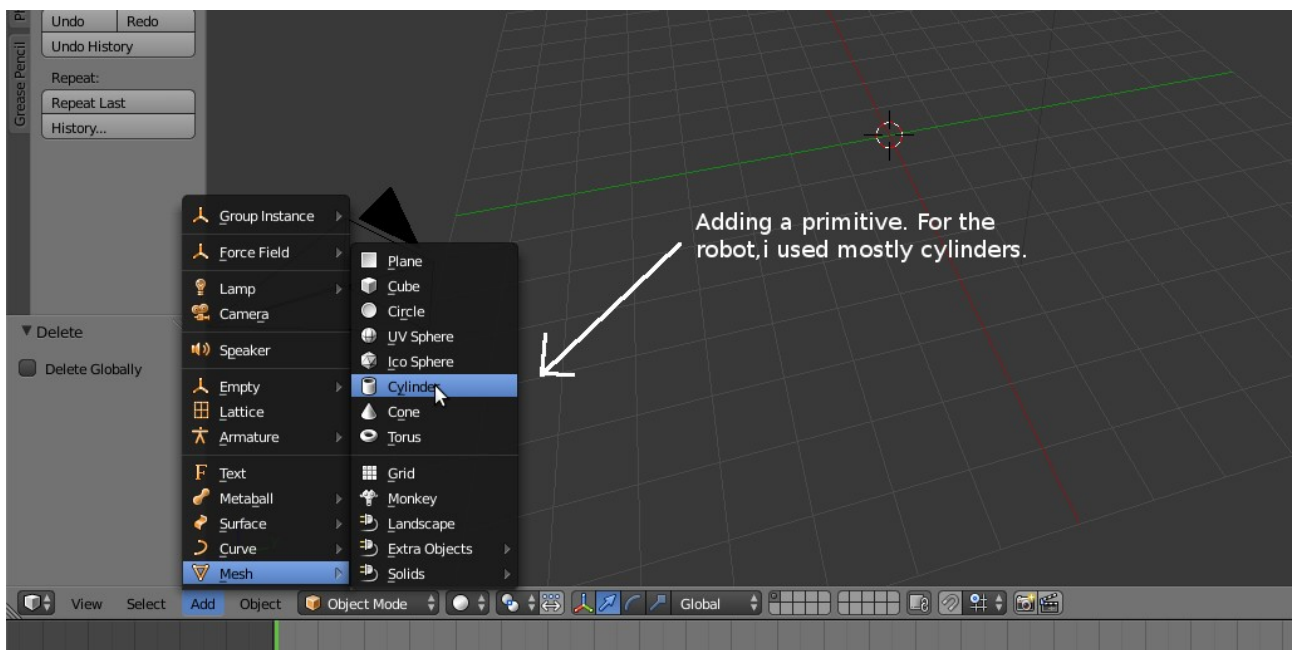 Undo Redo
Undo History
Grease Pencil
Repeat:
Repeat Last
History...
Delete
Delete Globally
Group Instance
Force Field
Lamp
Camera
Speaker
Empty
Lattice
Armature
Text
Metaball
Surface
Curve
Mesh
Plane
Cube
Circle
UV Sphere
Ico Sphere
Cylinder
Cone
Torus
Grid
Monkey
Landscape
Extra Objects
Solids
Adding a primitive. For the
robot,i used mostly cylinders.
View Select Add Object Object Mode Global